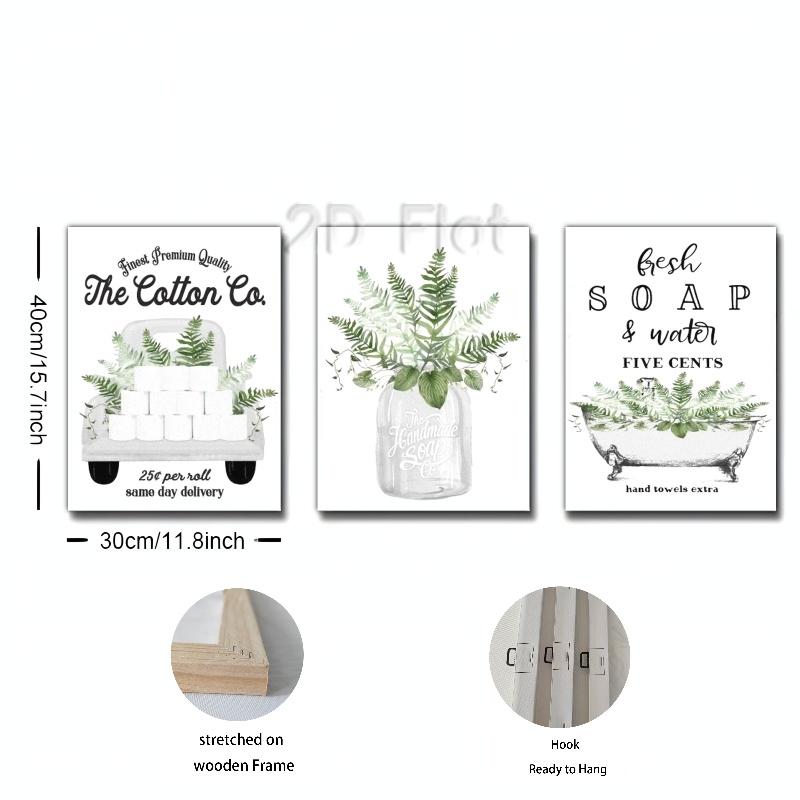 2D Flat
40cm/15.7inch
Finest Premium Quality
The Cotton Co.
25¢ per roll
same day delivery
The
Handmade
Soap
Co
fresh
SOAP
& water
FIVE CENTS
hand towels extra
30cm/11.8inch
stretched on
wooden Frame
Hook
Ready to Hang